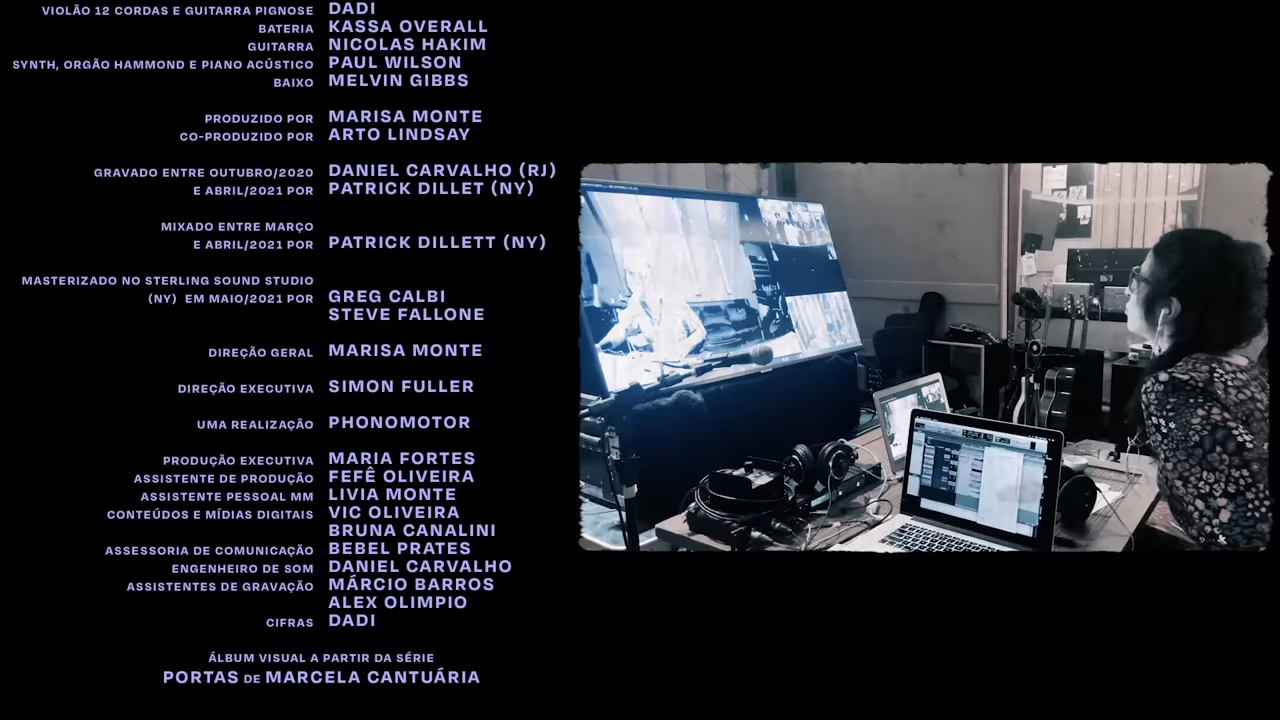 VIOLÃO 12 CORDAS E GUITARRA PIGNOSE DADI
BATERIA KASSA OVERALL
GUITARRA NICOLAS HAKIM
SYNTH, ORGÃO HAMMOND E PIANO ACÚSTICO PAUL WILSON
BAIXO MELVIN GIBBS
PRODUZIDO POR MARISA MONTE
CO-PRODUZIDO POR ARTO LINDSAY
GRAVADO ENTRE OUTUBRO/2020 DANIEL CARVALHO (RJ)
E ABRIL/2021 POR PATRICK DILLET (NY)
MIXADO ENTRE MARÇO
E ABRIL/2021 POR PATRICK DILLETT (NY)
MASTERIZADO NO STERLING SOUND STUDIO
(NY) EM MAIO/2021 POR GREG CALBI
STEVE FALLONE
DIREÇÃO GERAL MARISA MONTE
DIREÇÃO EXECUTIVA SIMON FULLER
UMA REALIZAÇÃO PHONOMOTOR
PRODUÇÃO EXECUTIVA MARIA FORTES
ASSISTENTE DE PRODUÇÃO FEFÊ OLIVEIRA
ASSISTENTE PESSOAL MM LIVIA MONTE
CONTEÚDOS E MÍDIAS DIGITAIS VIC OLIVEIRA
BRUNA CANALINI
ASSESSORIA DE COMUNICAÇÃO BEBEL PRATES
ENGENHEIRO DE SOM DANIEL CARVALHO
ASSISTENTES DE GRAVAÇÃO MÁRCIO BARROS
ALEX OLIMPIO
CIFRAS DADI
ÁLBUM VISUAL A PARTIR DA SÉRIE
PORTAS DE MARCELA CANTUÁRIA